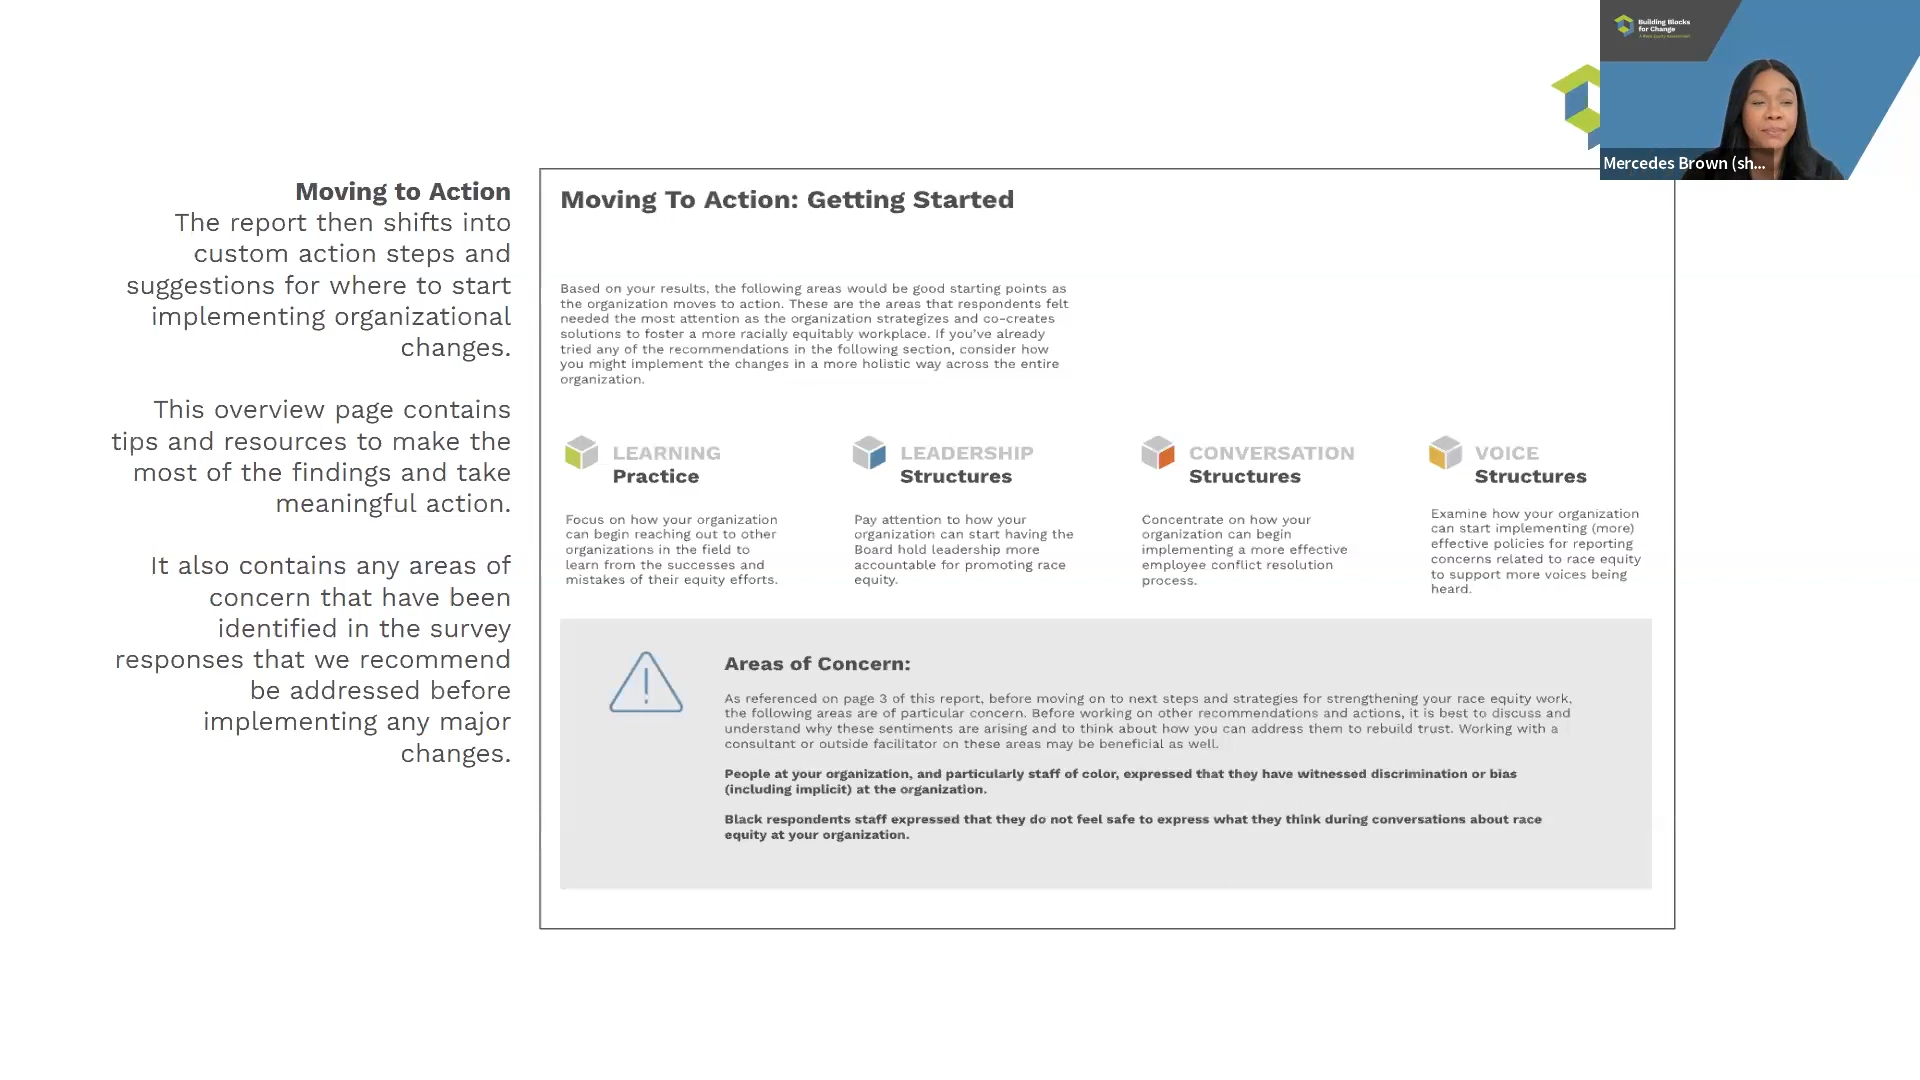 Building Blocks
for Change
Mercedes Brown (sh...
Moving to Action
The report then shifts into
custom action steps and
suggestions for where to start
implementing organizational
changes.
This overview page contains
tips and resources to make the
most of the findings and take
meaningful action.
It also contains any areas of
concern that have been
identified in the survey
responses that we recommend
be addressed before
implementing any major
changes.
Moving To Action: Getting Started
Based on your results, the following areas would be good starting points as
the organization moves to action. These are the areas that respondents felt
needed the most attention as the organization strategizes and co-creates
solutions to foster a more racially equitably workplace. If you've already
tried any of the recommendations in the following section, consider how
you might implement the changes in a more holistic way across the entire
organization.
LEARNING
Practice
Focus on how your organization
can begin reaching out to other
organizations in the field to
learn from the successes and
mistakes of their equity efforts.
LEADERSHIP
Structures
Pay attention to how your
organization can start having the
Board hold leadership more
accountable for promoting race
equity.
CONVERSATION
Structures
Concentrate on how your
organization can begin
implementing a more effective
employee conflict resolution
process.
VOICE
Structures
Examine how your organization
can start implementing (more)
effective policies for reporting
concerns related to race equity
to support more voices being
heard.
Areas of Concern:
As referenced on page 3 of this report, before moving on to next steps and strategies for strengthening your race equity work,
the following areas are of particular concern. Before working on other recommendations and actions, it is best to discuss and
understand why these sentiments are arising and to think about how you can address them to rebuild trust. Working with a
consultant or outside facilitator on these areas may be beneficial as well.
People at your organization, and particularly staff of color, expressed that they have witnessed discrimination or bias
(including implicit) at the organization.
Black respondents staff expressed that they do not feel safe to express what they think during conversations about race
equity at your organization.